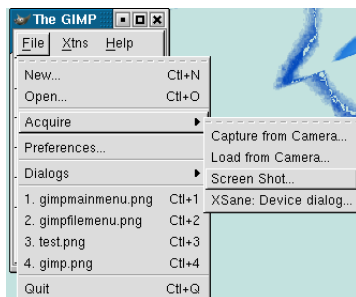 The GIMP
File Xtns Help
New... Ctl+N
Open... Ctl+O
Acquire
Capture from Camera...
Load from Camera...
Screen Shot...
XSane: Device dialog...
Preferences...
Dialogs
1. gimpmainmenu.png Ctl+1
2. gimpfilemenu.png Ctl+2
3. test.png Ctl+3
4. gimp.png Ctl+4
Quit Ctl+Q